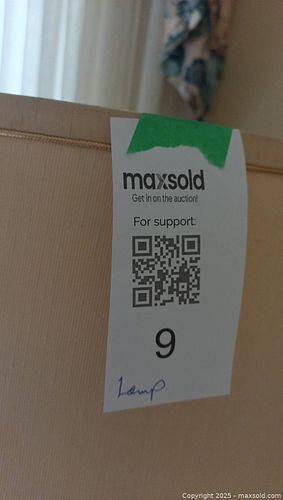 maxsold
Get in on the auction!
For support:
9
Lamp
Copyright 2025 - maxsold.com